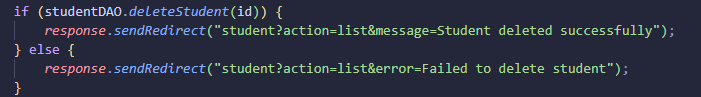 if (studentDAO.deleteStudent(id)) {
    response.sendRedirect("student?action=list&message=Student deleted successfully");
} else {
    response.sendRedirect("student?action=list&error=Failed to delete student");
}